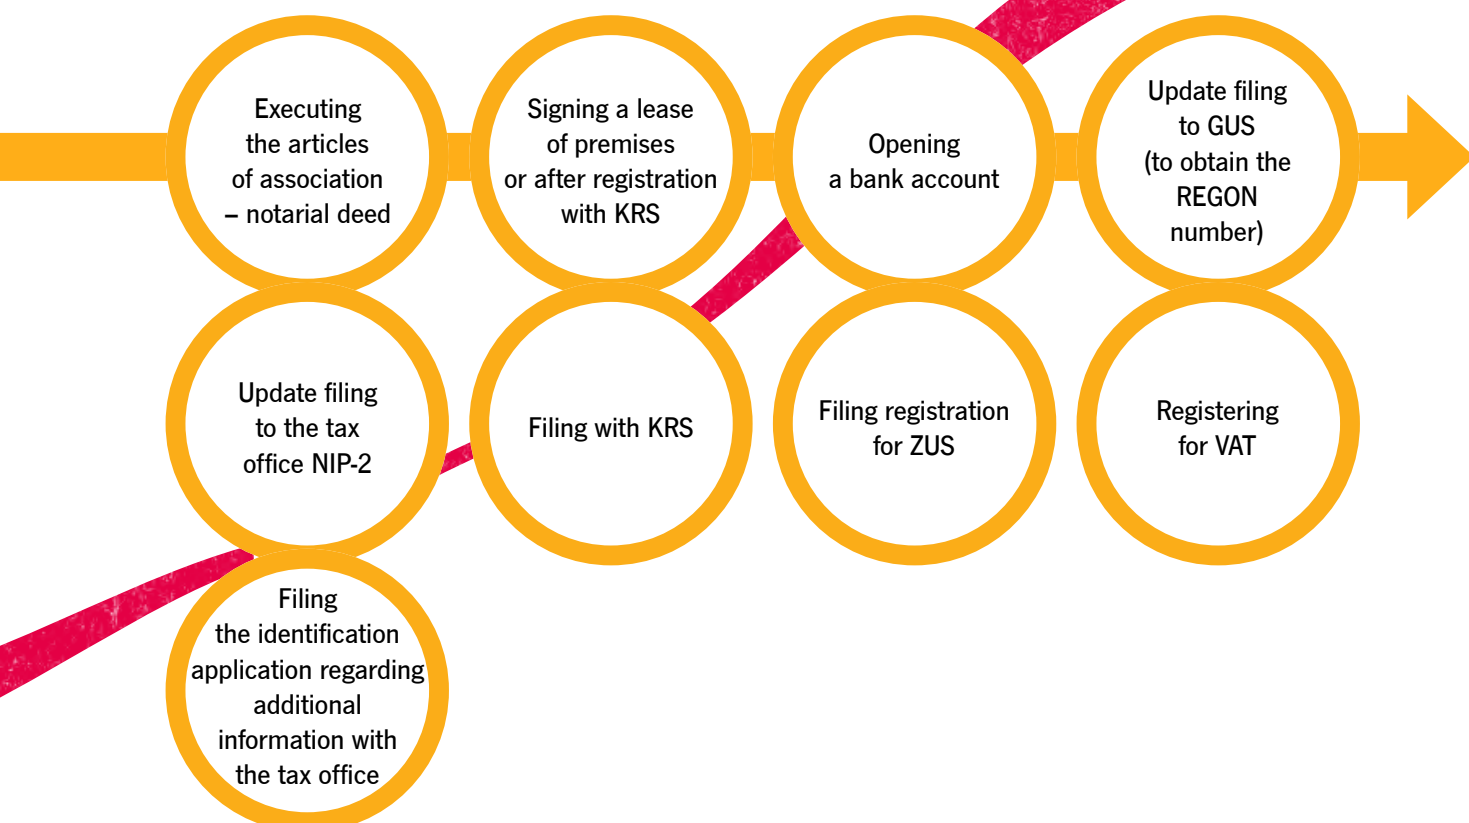 Executing
the articles
of association
– notarial deed
Signing a lease
of premises
or after registration
with KRS
Opening
a bank account
Update filing
to GUS
(to obtain the
REGON
number)
Update filing
to the tax
office NIP-2
Filing with KRS
Filing registration
for ZUS
Registering
for VAT
Filing
the identification
application regarding
additional
information with
the tax office